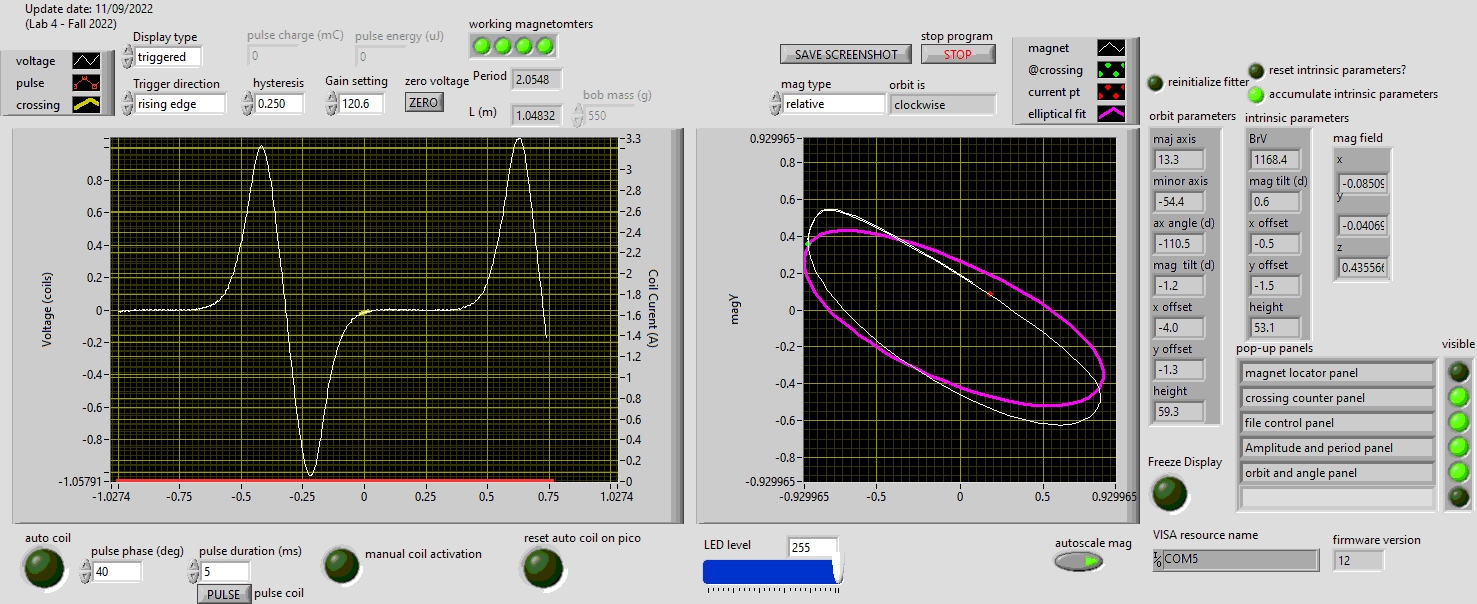 Update date: 11/09/2022
(Lab 4 - Fall 2022)
voltage
pulse
crossing
Display type
triggered
Trigger direction
rising edge
pulse charge (mC)
0
pulse energy (uJ)
0
hysteresis
0.250
Gain setting
120.6
working magnetomters
zero voltage
ZERO
Period
2.0548
L (m)
1.04832
bob mass (g)
550
SAVE SCREENSHOT
stop program
STOP
mag type
relative
orbit is
clockwise
magnet
@crossing
current pt
elliptical fit
reinitialize fitter
reset intrinsic parameters?
accumulate intrinsic parameters
Voltage (coils)
0.8
0.6
0.4
0.2
0
-0.2
-0.4
-0.6
-0.8
-1.05791
-1.0274
-0.75
-0.5
-0.25
0
0.25
0.5
0.75
1.0274
3.3
3
2.8
2.6
2.4
2.2
2
1.8
1.6
1.4
1.2
1
0.8
0.6
0.4
0.2
0
Coil Curent (A)
magY
0.929965
0.8
0.6
0.4
0.2
0
-0.2
-0.4
-0.6
-0.8
-0.929965
-0.929965
-0.5
0
0.5
0.929965
orbit parameters
maj axis
13.3
minor axis
-54.4
ax angle (d)
-110.5
mag tilt (d)
-1.2
x offset
-4.0
y offset
-1.3
height
59.3
intrinsic parameters
BrV
1168.4
mag tilt (d)
0.6
x offset
-0.5
y offset
-1.5
height
53.1
mag field
x
-0.08509
y
-0.04069
z
0.435566
pop-up panels
visible
magnet locator panel
crossing counter panel
file control panel
Amplitude and period panel
orbit and angle panel
Freeze Display
auto coil
pulse phase (deg)
40
pulse duration (ms)
5
PULSE
pulse coil
manual coil activation
reset auto coil on pico
LED level
255
autoscale mag
VISA resource name
COM5
firmware version
12